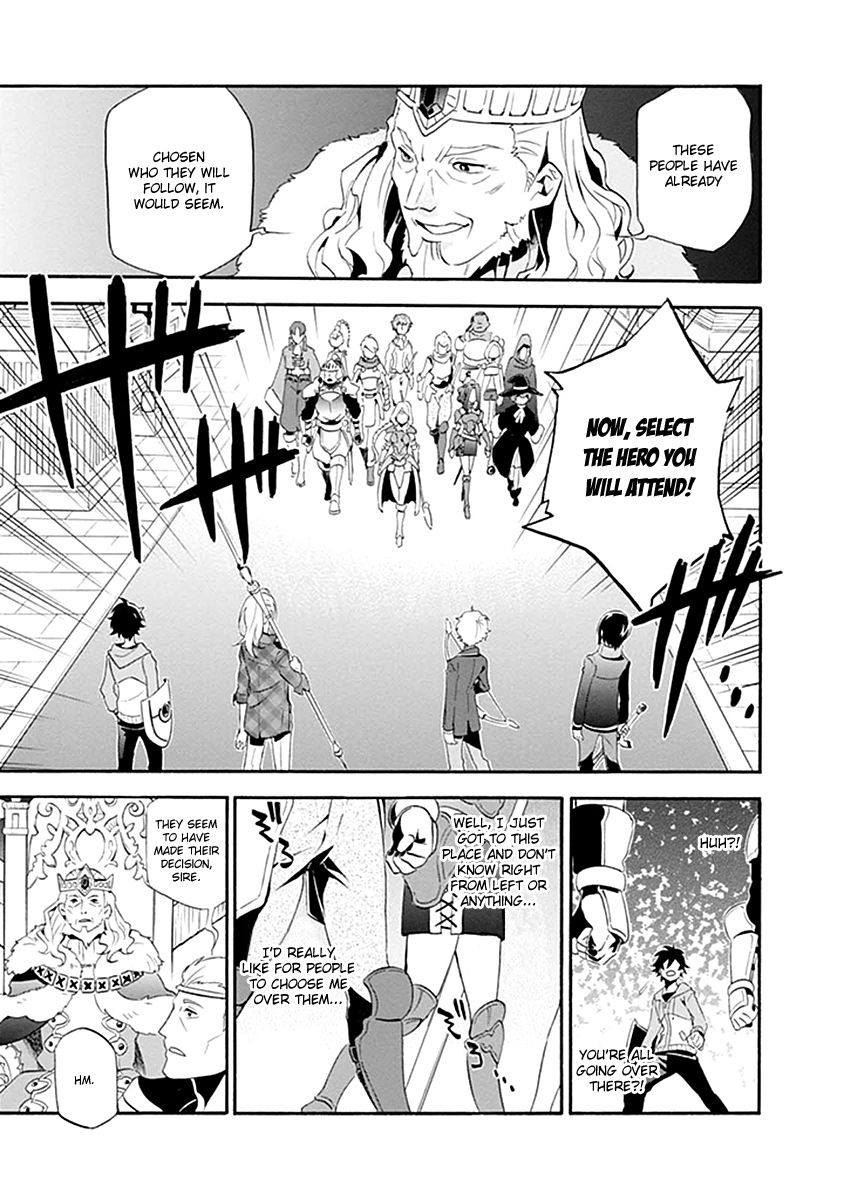 THESE
PEOPLE HAVE
ALREADY
CHOSEN
WHO THEY WILL
FOLLOW, IT
WOULD SEEM.
NOW, SELECT
THE HERO YOU
WILL ATTEND!
HUH?!
YOU'RE ALL
GOING OVER
THERE?!
WELL, I JUST
GOT TO THIS
PLACE AND DON'T
KNOW RIGHT
FROM LEFT OR
ANYTHING...
I'D REALLY
LIKE FOR PEOPLE
TO CHOOSE ME
OVER THEM...
THEY SEEM
TO HAVE
MADE THEIR
DECISION,
SIRE.
HM.